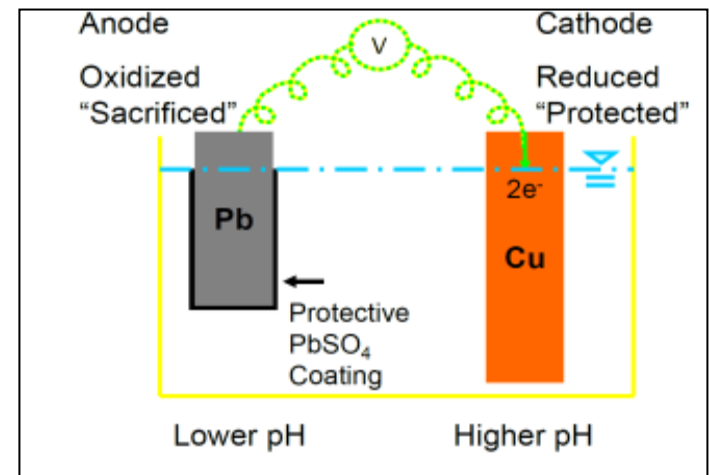 Anode
Cathode
V
Oxidized
"Sacrificed"
Reduced
"Protected"
2e⁻
Pb
Cu
Protective
PbSO₄
Coating
Lower pH
Higher pH